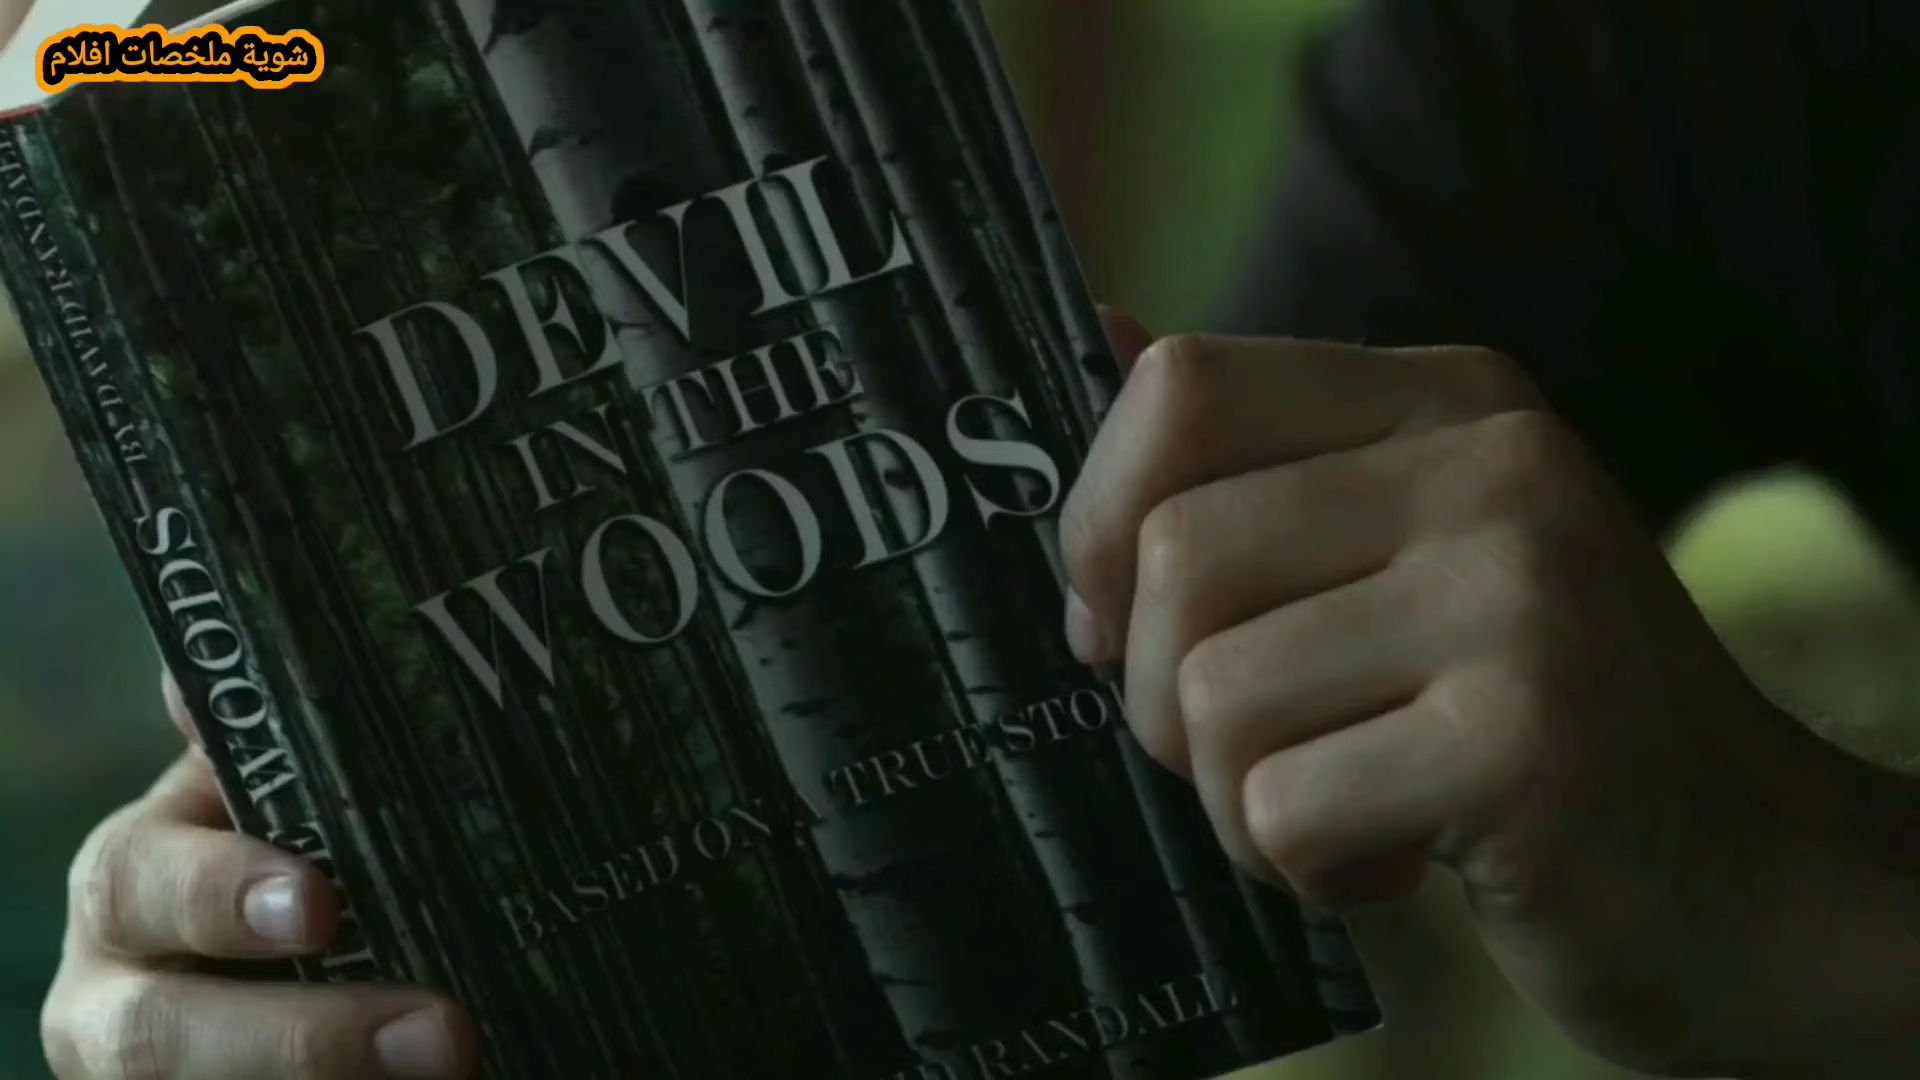 شوية ملخصات افلام
DEVIL
IN THE
WOODS
BASED ON A TRUE STO
RANDALL
BY DAVID RANDALL
WOODS